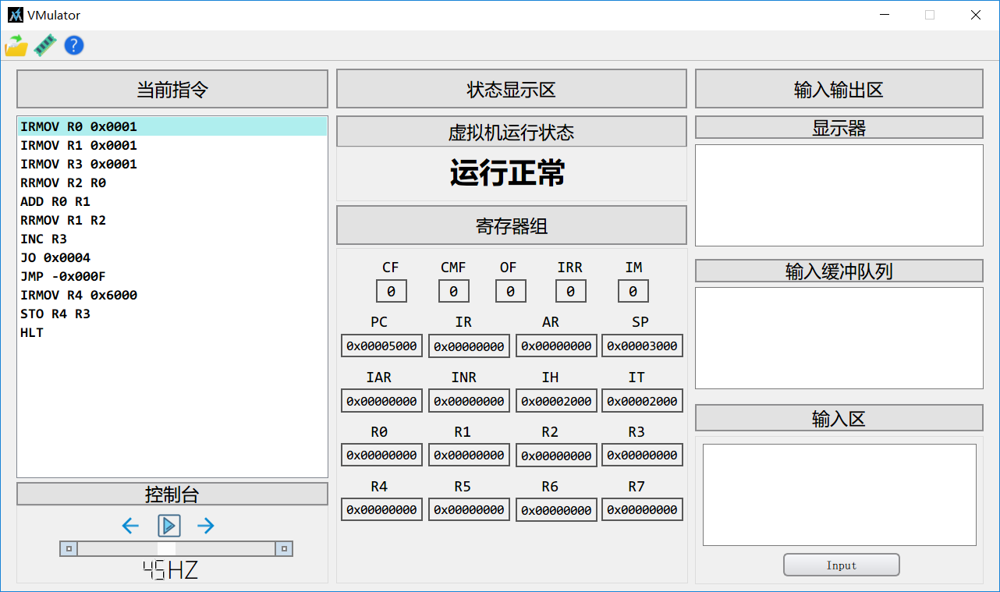 VMulator
当前指令
IRMOV R0 0x0001
IRMOV R1 0x0001
IRMOV R3 0x0001
RRMOV R2 R0
ADD R0 R1
RRMOV R1 R2
INC R3
JO 0x0004
JMP -0x000F
IRMOV R4 0x6000
STO R4 R3
HLT
控制台
45HZ
状态显示区
虚拟机运行状态
运行正常
寄存器组
CF CMF OF IRR IM
0 0 0 0 0
PC IR AR SP
0x00005000 0x00000000 0x00000000 0x00003000
IAR INR IH IT
0x00000000 0x00000000 0x00002000 0x00002000
R0 R1 R2 R3
0x00000000 0x00000000 0x00000000 0x00000000
R4 R5 R6 R7
0x00000000 0x00000000 0x00000000 0x00000000
输入输出区
显示器
输入缓冲队列
输入区
Input